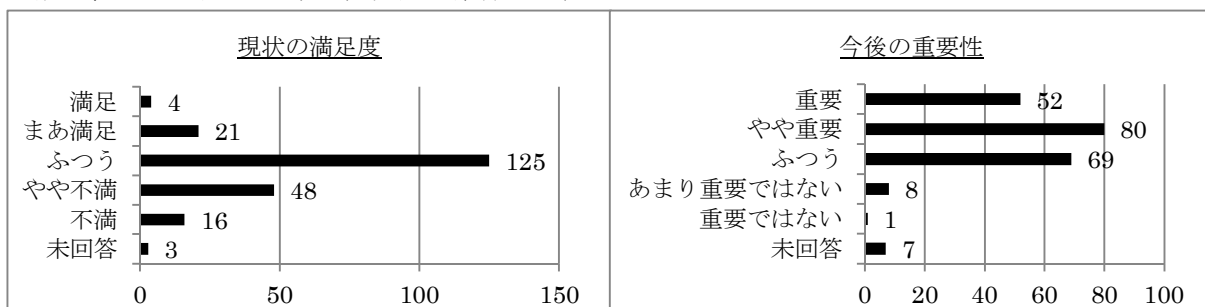 現状の満足度
満足 4
まあ満足 21
ふつう 125
やや不満 48
不満 16
未回答 3
0 50 100 150
今後の重要性
重要 52
やや重要 80
ふつう 69
あまり重要ではない 8
重要ではない 1
未回答 7
0 20 40 60 80 100